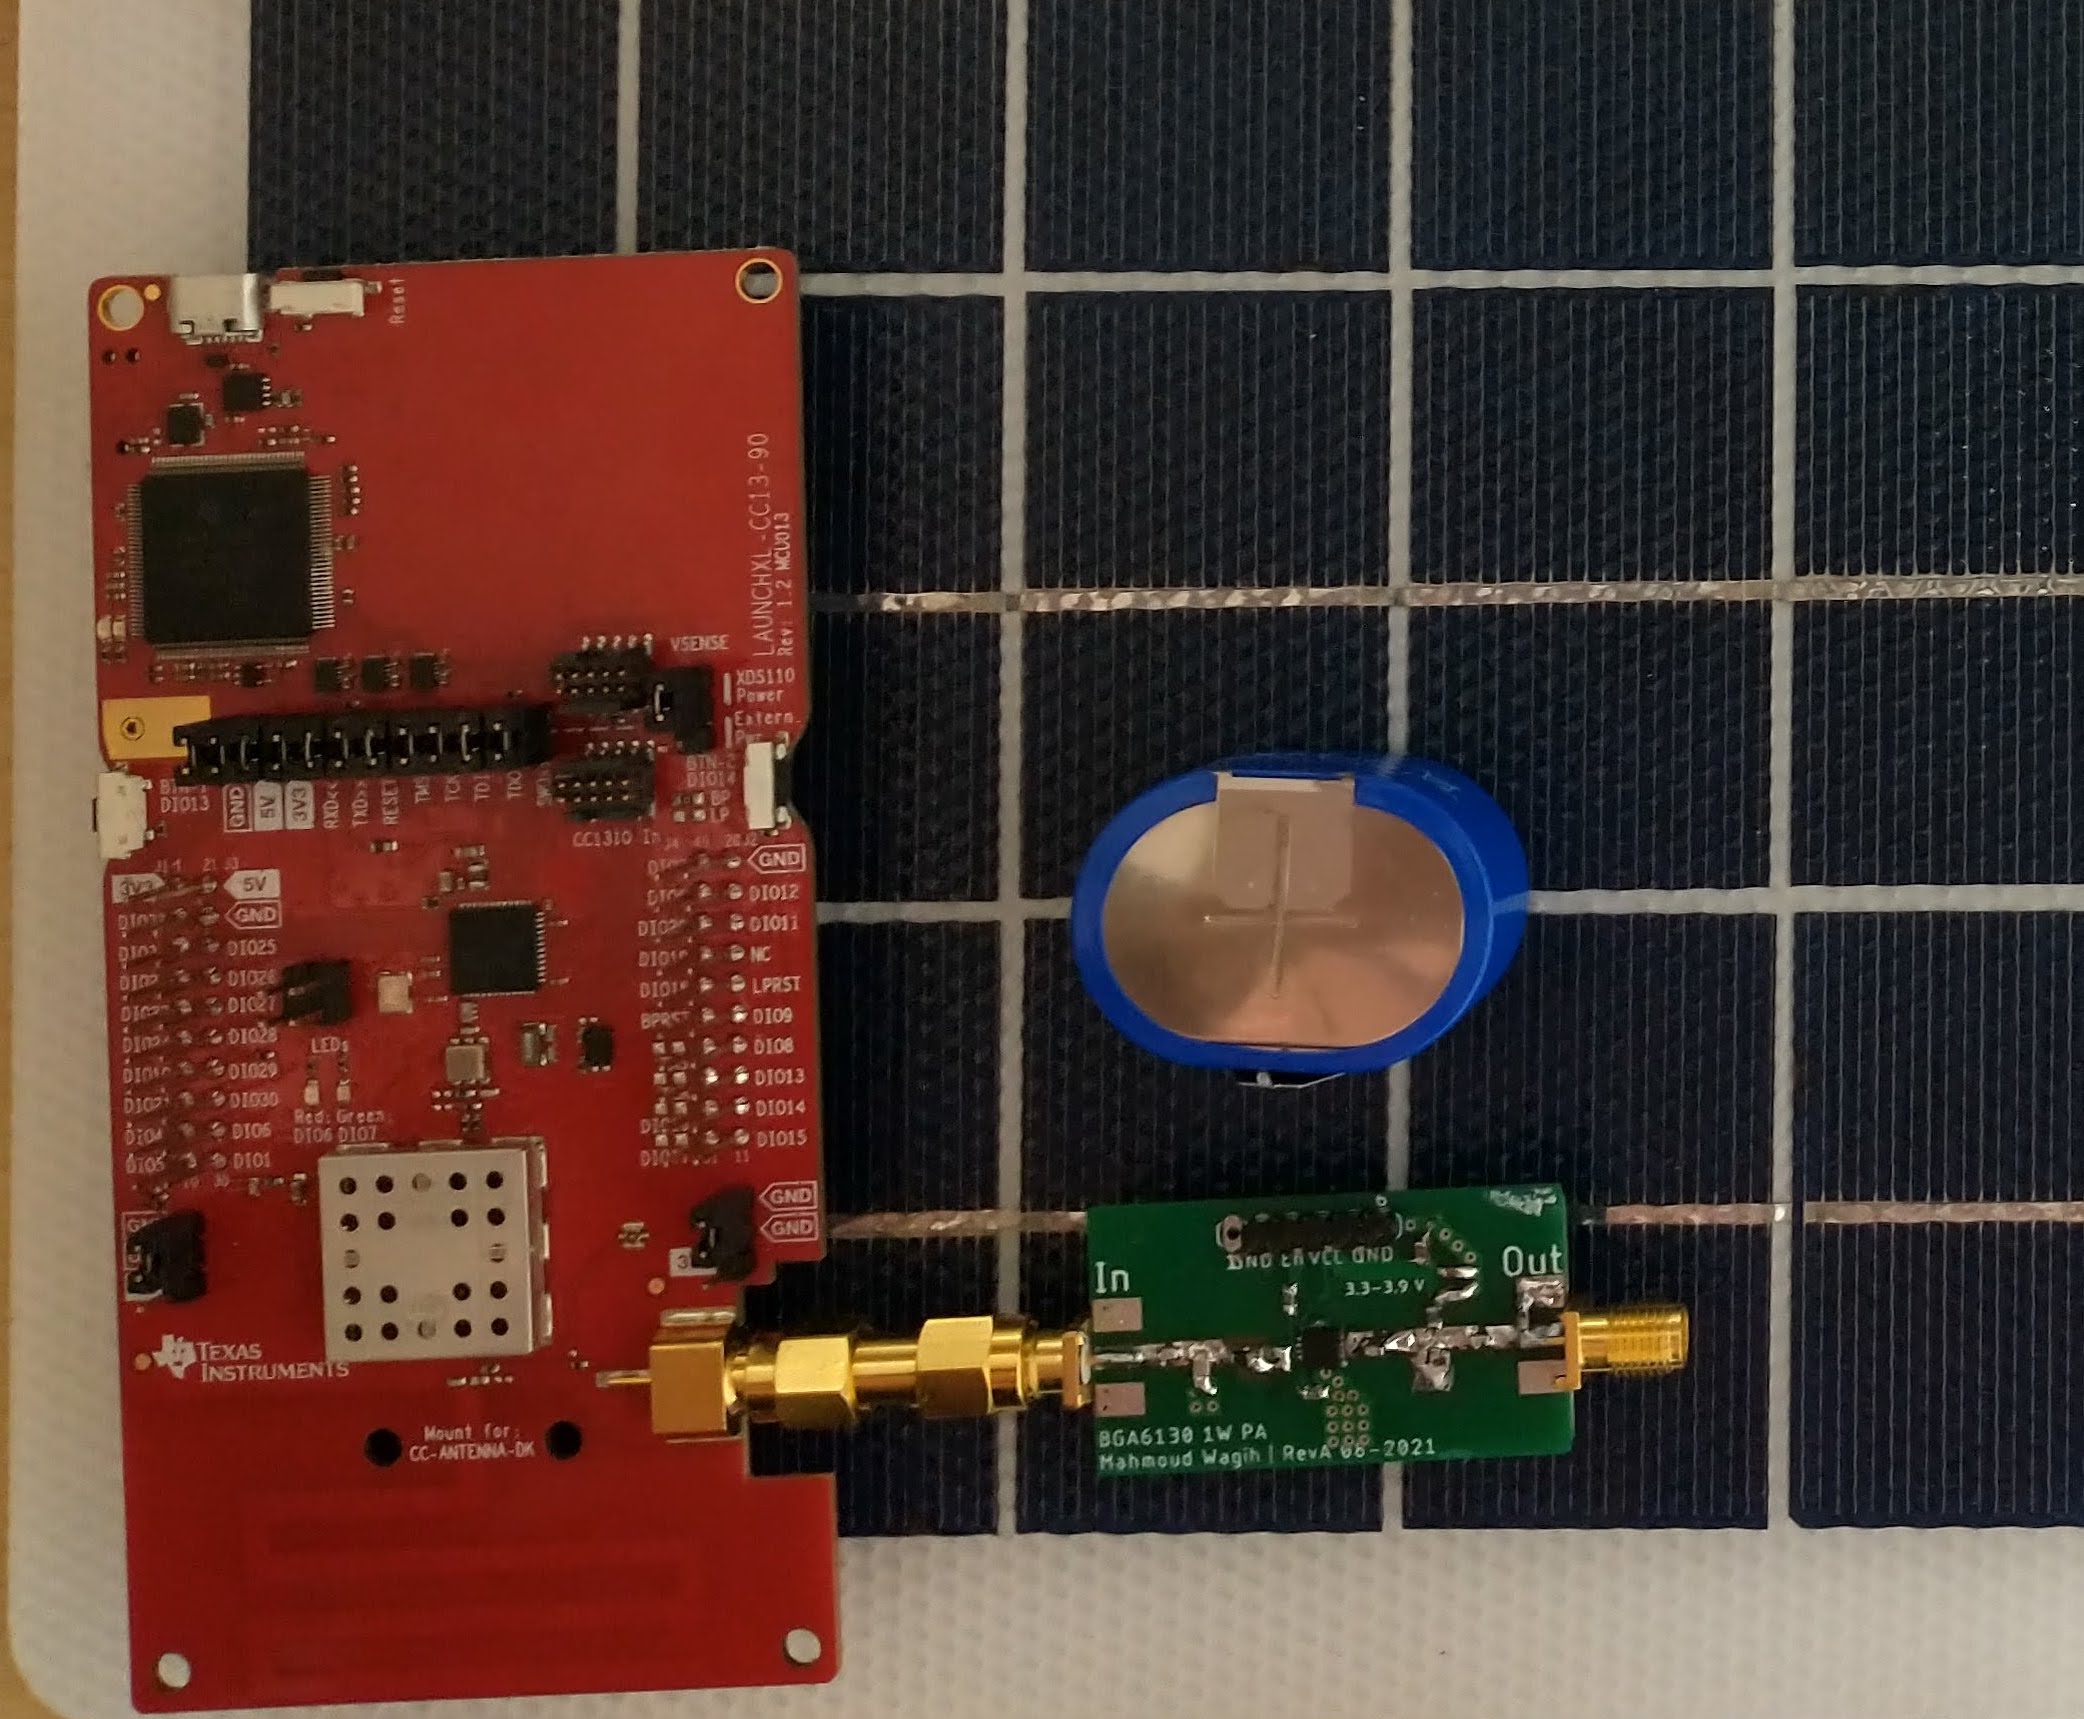 Reset
LAUNCHXL-CC13-90
Rev: 1.2 MCU013
VSENSE
XDS110
Power
Extern.
BTN-2
DIO14
BP
LP
DIO13
GND
5V
3V3
RXD<<
TXD>>
RESET
TMS
TCK
TDI
TDO
CC1310 In
3V3
5V
GND
DIO25
DIO26
DIO27
DIO28
DIO29
DIO30
DIO6
DIO1
GND
DIO12
DIO11
NC
LPRST
DIO9
DIO8
DIO13
DIO14
DIO15
BPRST
LEDs
Red: Green:
DIO6 DIO7
GND
GND
TEXAS
INSTRUMENTS
Mount for:
CC-ANTENNA-DK
In
GND En VCC GND
3.3-3.9 V
Out
BGA6130 1W PA
Mahmoud Wagih | RevA 08-2021